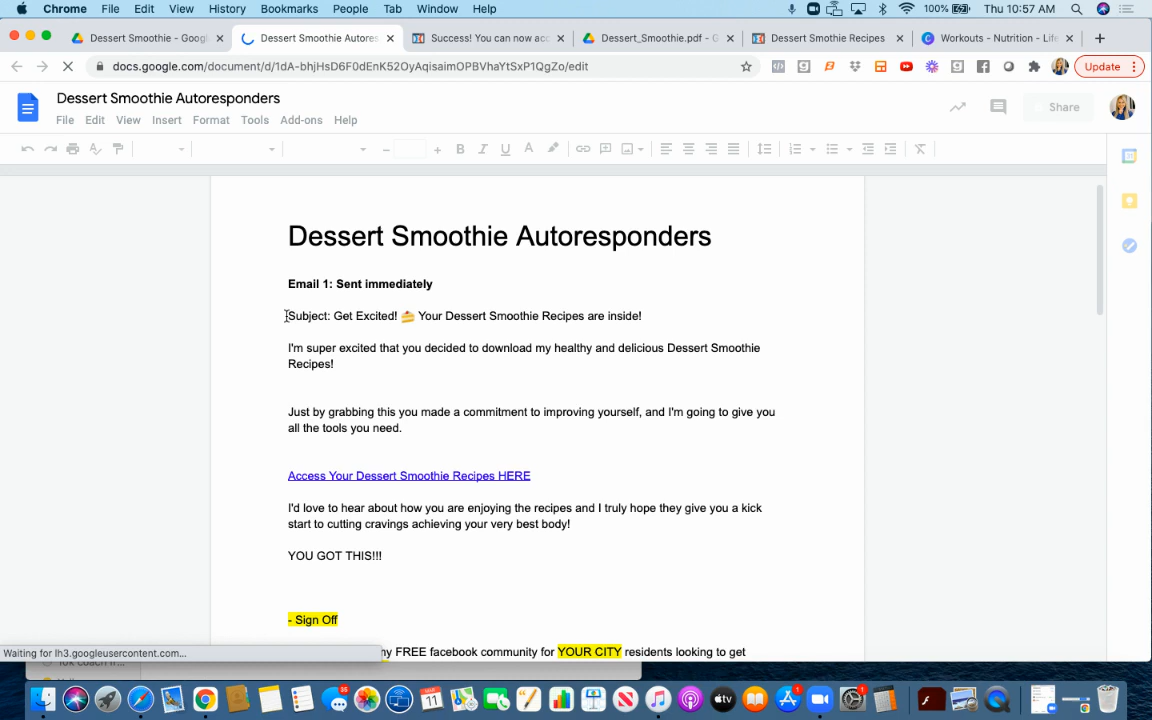 Chrome File Edit View History Bookmarks People Tab Window Help 100% Thu 10:57 AM
Dessert Smoothie - Googl
Dessert Smoothie Autores
Success! You can now acc
Dessert_Smoothie.pdf - G
Dessert Smoothie Recipes
Workouts - Nutrition - Life
docs.google.com/document/d/1dA-bhjHsD6F0dEnK52OyAqisaimOPBVhaYtSxP1QgZo/edit
Update
Dessert Smoothie Autoresponders
File Edit View Insert Format Tools Add-ons Help
Share
Dessert Smoothie Autoresponders
Email 1: Sent immediately
Subject: Get Excited! 🍰 Your Dessert Smoothie Recipes are inside!
I'm super excited that you decided to download my healthy and delicious Dessert Smoothie
Recipes!
Just by grabbing this you made a commitment to improving yourself, and I'm going to give you
all the tools you need.
Access Your Dessert Smoothie Recipes HERE
I'd love to hear about how you are enjoying the recipes and I truly hope they give you a kick
start to cutting cravings achieving your very best body!
YOU GOT THIS!!!
- Sign Off
my FREE facebook community for YOUR CITY residents looking to get
Waiting for lh3.googleusercontent.com...